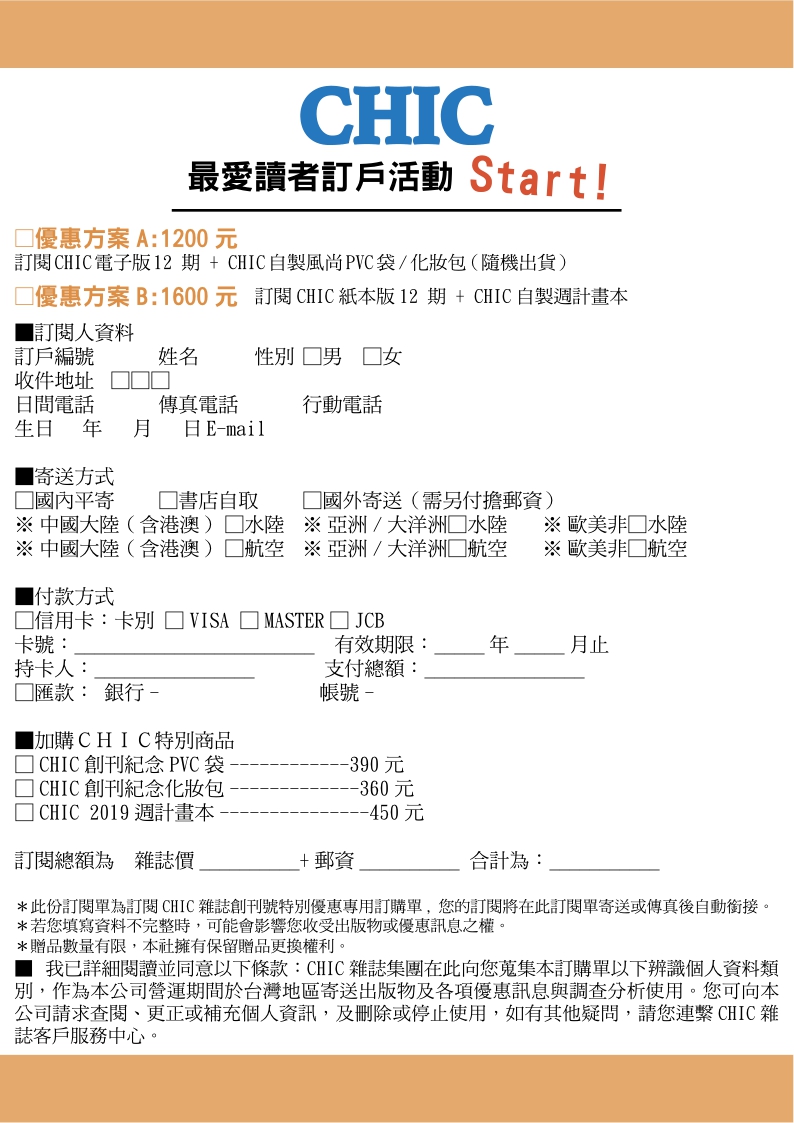 CHIC
最愛讀者訂戶活動 Start!
□優惠方案 A:1200 元
訂閱CHIC電子版12 期 + CHIC自製風尚PVC袋/化妝包(隨機出貨)
□優惠方案 B:1600 元 訂閱 CHIC 紙本版 12 期 + CHIC 自製週計畫本
■訂閱人資料
訂戶編號 姓名 性別 □男 □女
收件地址 □□□
日間電話 傳真電話 行動電話
生日 年 月 日E-mail
■寄送方式
□國內平寄 □書店自取 □國外寄送(需另付擔郵資)
※ 中國大陸(含港澳) □水陸 ※ 亞洲/大洋洲□水陸 ※ 歐美非□水陸
※ 中國大陸(含港澳) □航空 ※ 亞洲/大洋洲□航空 ※ 歐美非□航空
■付款方式
□信用卡：卡別 □ VISA □ MASTER □ JCB
卡號：________________________ 有效期限：_____ 年 _____ 月止
持卡人：________________ 支付總額：________________
□匯款： 銀行- 帳號-
■加購ＣＨＩＣ特別商品
□ CHIC 創刊紀念 PVC 袋 ------------390 元
□ CHIC 創刊紀念化妝包 -------------360 元
□ CHIC 2019 週計畫本 ---------------450 元
訂閱總額為 雜誌價 __________+ 郵資 __________ 合計為：___________
＊此份訂閱單為訂閱 CHIC 雜誌創刊號特別優惠專用訂購單 , 您的訂閱將在此訂閱單寄送或傳真後自動銜接。
＊若您填寫資料不完整時，可能會影響您收受出版物或優惠訊息之權。
＊贈品數量有限，本社擁有保留贈品更換權利。
■ 我已詳細閱讀並同意以下條款：CHIC 雜誌集團在此向您蒐集本訂購單以下辨識個人資料類
別，作為本公司營運期間於台灣地區寄送出版物及各項優惠訊息與調查分析使用。您可向本
公司請求查閱、更正或補充個人資訊，及刪除或停止使用，如有其他疑問，請您連繫 CHIC 雜
誌客戶服務中心。